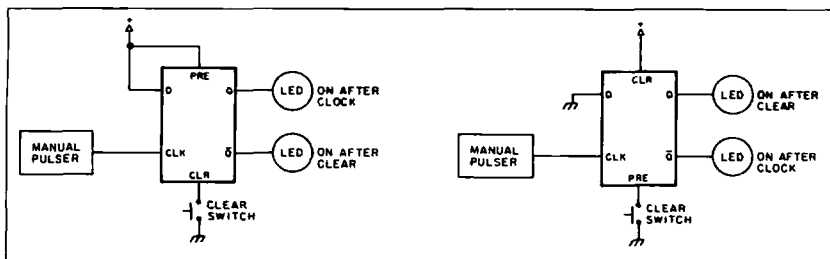 +
PRE
D
Q
LED
ON AFTER
CLOCK
MANUAL
PULSER
CLK
Q̅
LED
ON AFTER
CLEAR
CLR
CLEAR
SWITCH
+
CLR
D
Q
LED
ON AFTER
CLEAR
MANUAL
PULSER
CLK
Q̅
LED
ON AFTER
CLOCK
PRE
CLEAR
SWITCH